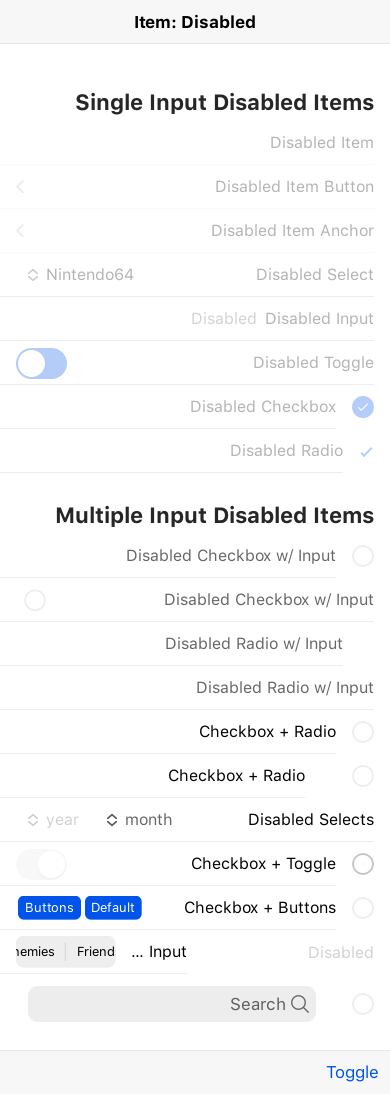 Item: Disabled
Single Input Disabled Items
Disabled Item
Disabled Item Button
Disabled Item Anchor
Disabled Select Nintendo64
Disabled Input Disabled
Disabled Toggle
Disabled Checkbox
Disabled Radio
Multiple Input Disabled Items
Disabled Checkbox w/ Input
Disabled Checkbox w/ Input
Disabled Radio w/ Input
Disabled Radio w/ Input
Checkbox + Radio
Checkbox + Radio
Disabled Selects month year
Checkbox + Toggle
Checkbox + Buttons Default Buttons
Disabled Input ... Friend nemies
Search
Toggle